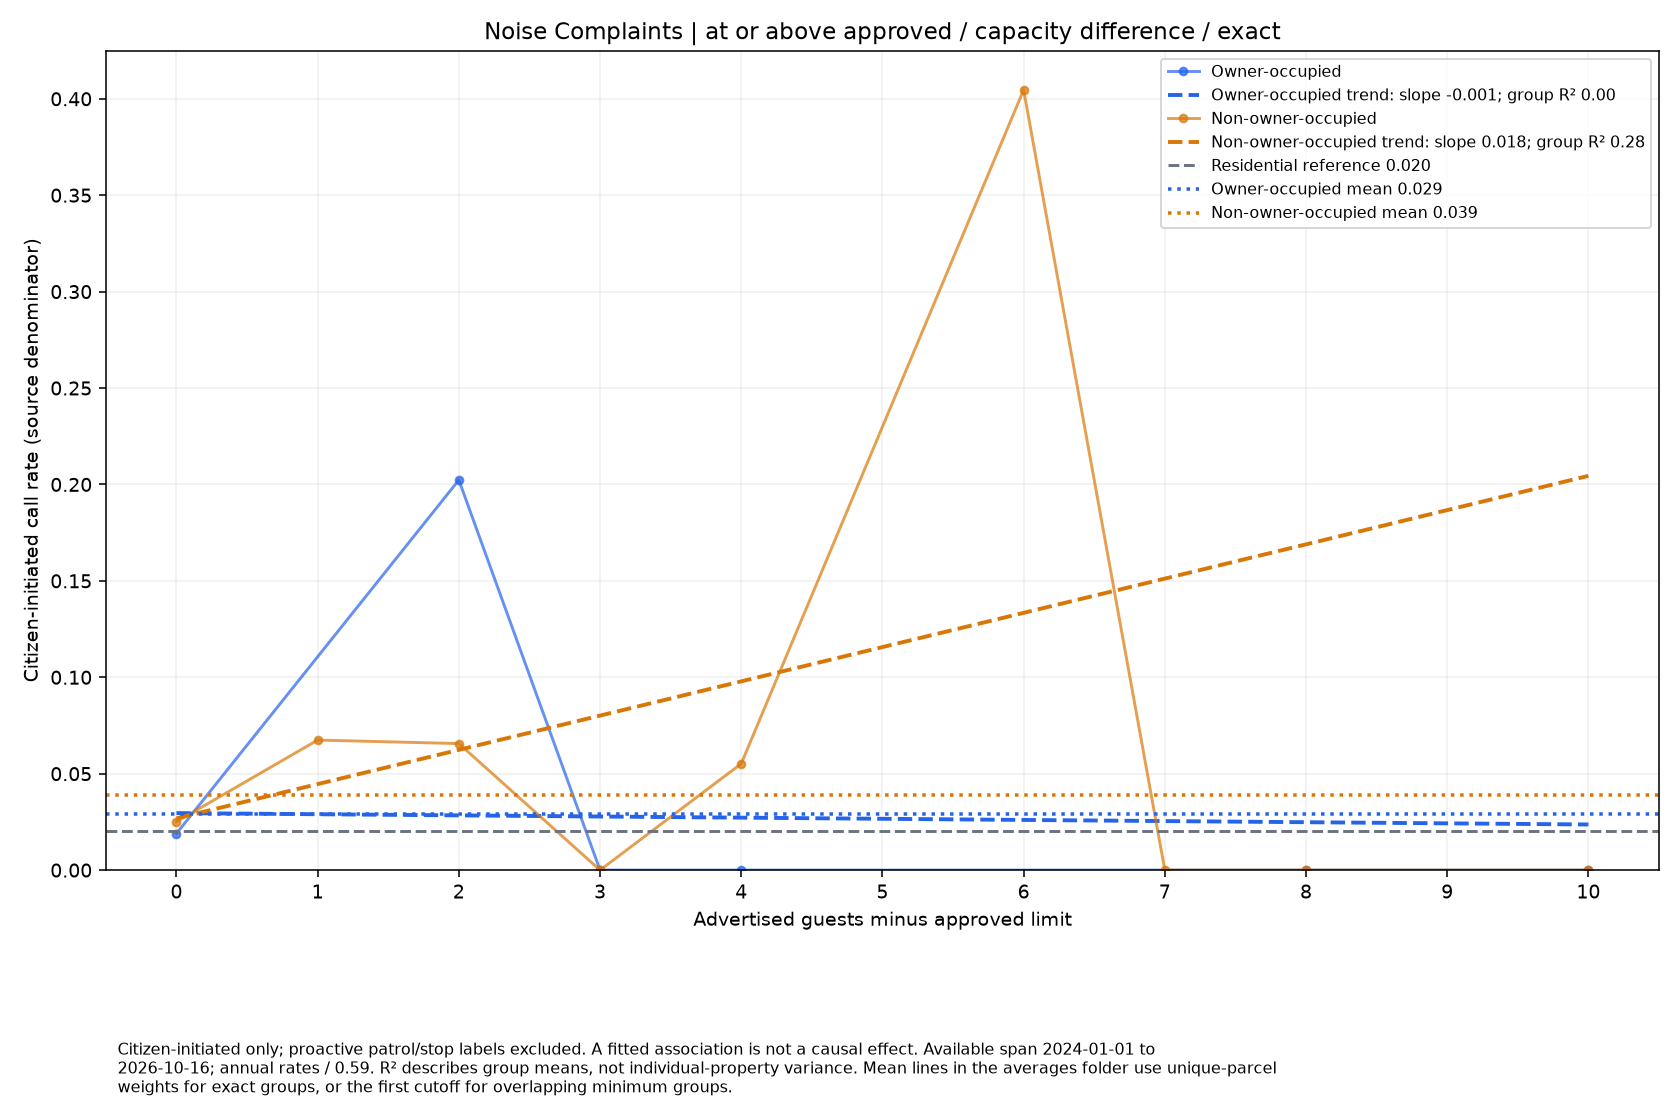 Noise Complaints | at or above approved / capacity difference / exact
Owner-occupied
Owner-occupied trend: slope -0.001; group R² 0.00
Non-owner-occupied
Non-owner-occupied trend: slope 0.018; group R² 0.28
Residential reference 0.020
Owner-occupied mean 0.029
Non-owner-occupied mean 0.039
Citizen-initiated call rate (source denominator)
0.40
0.35
0.30
0.25
0.20
0.15
0.10
0.05
0.00
0 1 2 3 4 5 6 7 8 9 10
Advertised guests minus approved limit
Citizen-initiated only; proactive patrol/stop labels excluded. A fitted association is not a causal effect. Available span 2024-01-01 to
2026-10-16; annual rates / 0.59. R² describes group means, not individual-property variance. Mean lines in the averages folder use unique-parcel
weights for exact groups, or the first cutoff for overlapping minimum groups.